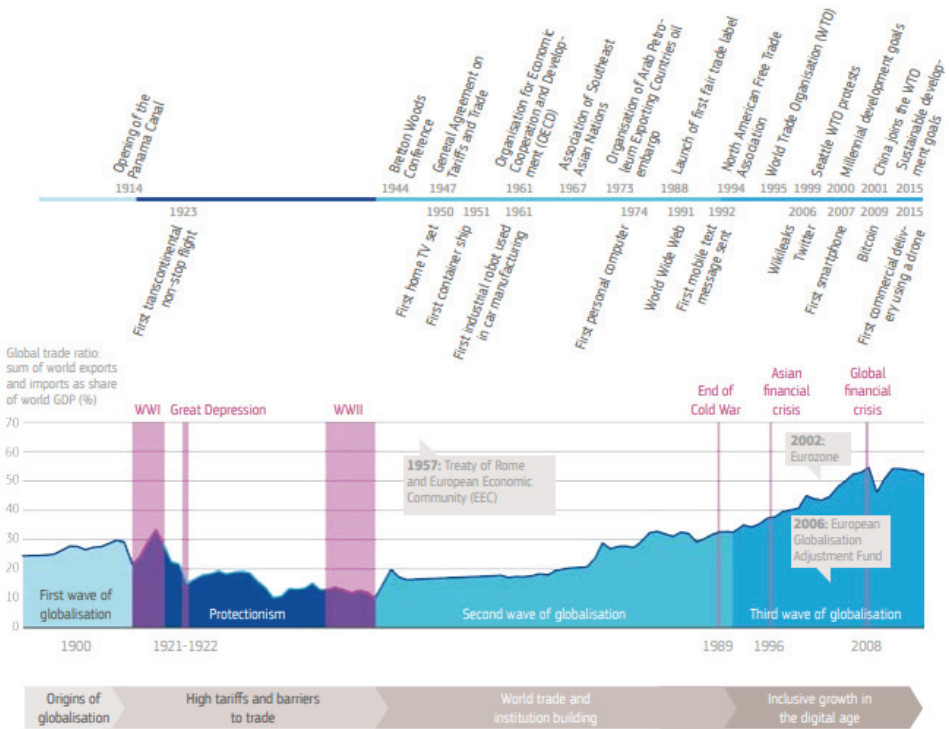 Opening of the
Panama Canal
Bretton Woods
Conference
General Agreement on
Tariffs and Trade
Organisation for Economic
Cooperation and Develop-
ment (OECD)
Association of Southeast
Asian Nations
Organisation of Arab Petro-
leum Exporting Countries oil
embargo
Launch of first fair trade label
North American Free Trade
Association
World Trade Organisation (WTO)
Seattle WTO protests
Millennial development goals
China joins the WTO
Sustainable develop-
ment goals
1914 1944 1947 1961 1967 1973 1988 1994 1995 1999 2000 2001 2015
1923 1950 1951 1961 1974 1991 1992 2006 2007 2009 2015
First transcontinental
non-stop flight
First home TV set
First container ship
First industrial robot used
in car manufacturing
First personal computer
World Wide Web
First mobile text
message sent
Wikileaks
Twitter
First smartphone
Bitcoin
First commercial deliv-
ery using a drone
Global trade ratio:
sum of world exports
and imports as share
of world GDP (%)
WWI
Great Depression
WWII
End of
Cold War
Asian
financial
crisis
Global
financial
crisis
70
60
50
40
30
20
10
0
1957: Treaty of Rome
and European Economic
Community (EEC)
2002:
Eurozone
2006: European
Globalisation
Adjustment Fund
First wave of
globalisation
Protectionism
Second wave of globalisation
Third wave of globalisation
1900 1921-1922 1989 1996 2008
Origins of
globalisation
High tariffs and barriers
to trade
World trade and
institution building
Inclusive growth in
the digital age